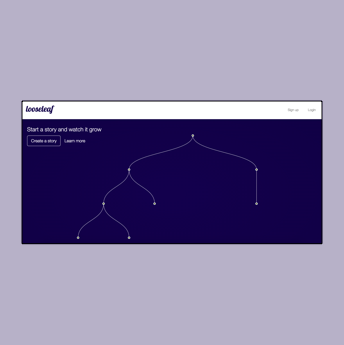 looseleaf
Sign up Login
Start a story and watch it grow
Create a story Learn more